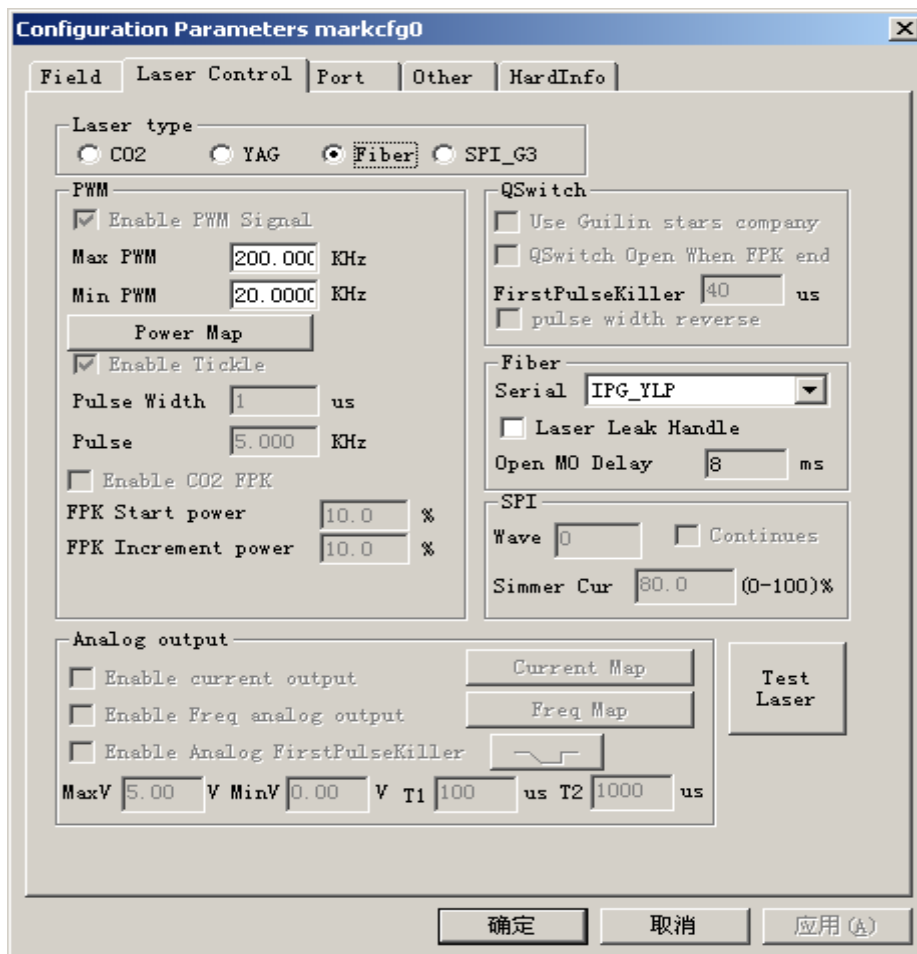 Configuration Parameters markcfg0
Field Laser Control Port Other HardInfo
Laser type
CO2 YAG Fiber SPI_G3
PWM
Enable PWM Signal
Max PWM 200.000 KHz
Min PWM 20.0000 KHz
Power Map
Enable Tickle
Pulse Width 1 us
Pulse 5.000 KHz
Enable CO2 FPK
FPK Start power 10.0 %
FPK Increment power 10.0 %
QSwitch
Use Guilin stars company
QSwitch Open When FPK end
FirstPulseKiller 40 us
pulse width reverse
Fiber
Serial IPG_YLP
Laser Leak Handle
Open MO Delay 8 ms
SPI
Wave 0 Continues
Simmer Cur 80.0 (0-100)%
Analog output
Enable current output Current Map
Enable Freq analog output Freq Map
Enable Analog FirstPulseKiller
MaxV 5.00 V MinV 0.00 V T1 100 us T2 1000 us
Test
Laser
确定 取消 应用(A)